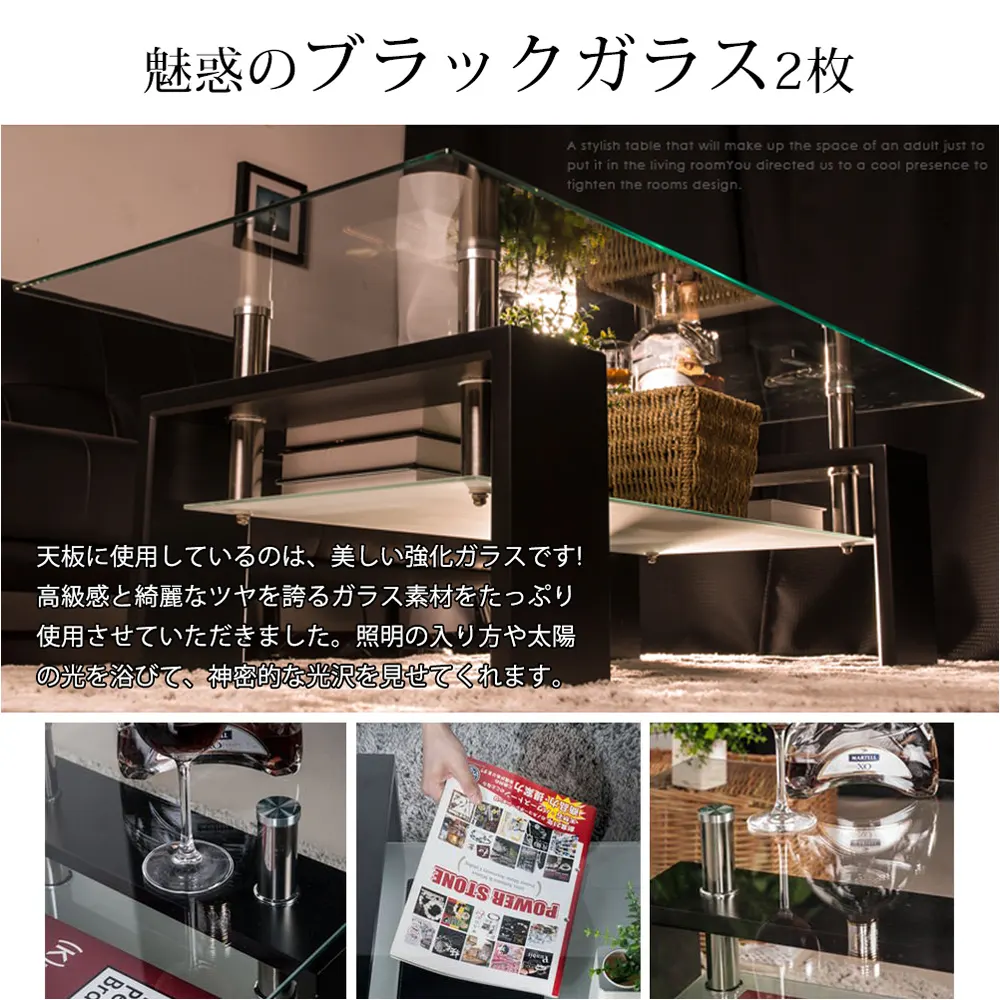 魅惑のブラックガラス2枚
A stylish table that will make up the space of an adult just to
put it in the living roomYou directed us to a cool presence to
tighten the rooms design.
天板に使用しているのは、美しい強化ガラスです!
高級感と綺麗なツヤを誇るガラス素材をたっぷり
使用させていただきました。照明の入り方や太陽
の光を浴びて、神密的な光沢を見せてくれます。
MARTELL
POWER STONE
MARTELL
XO
(k)